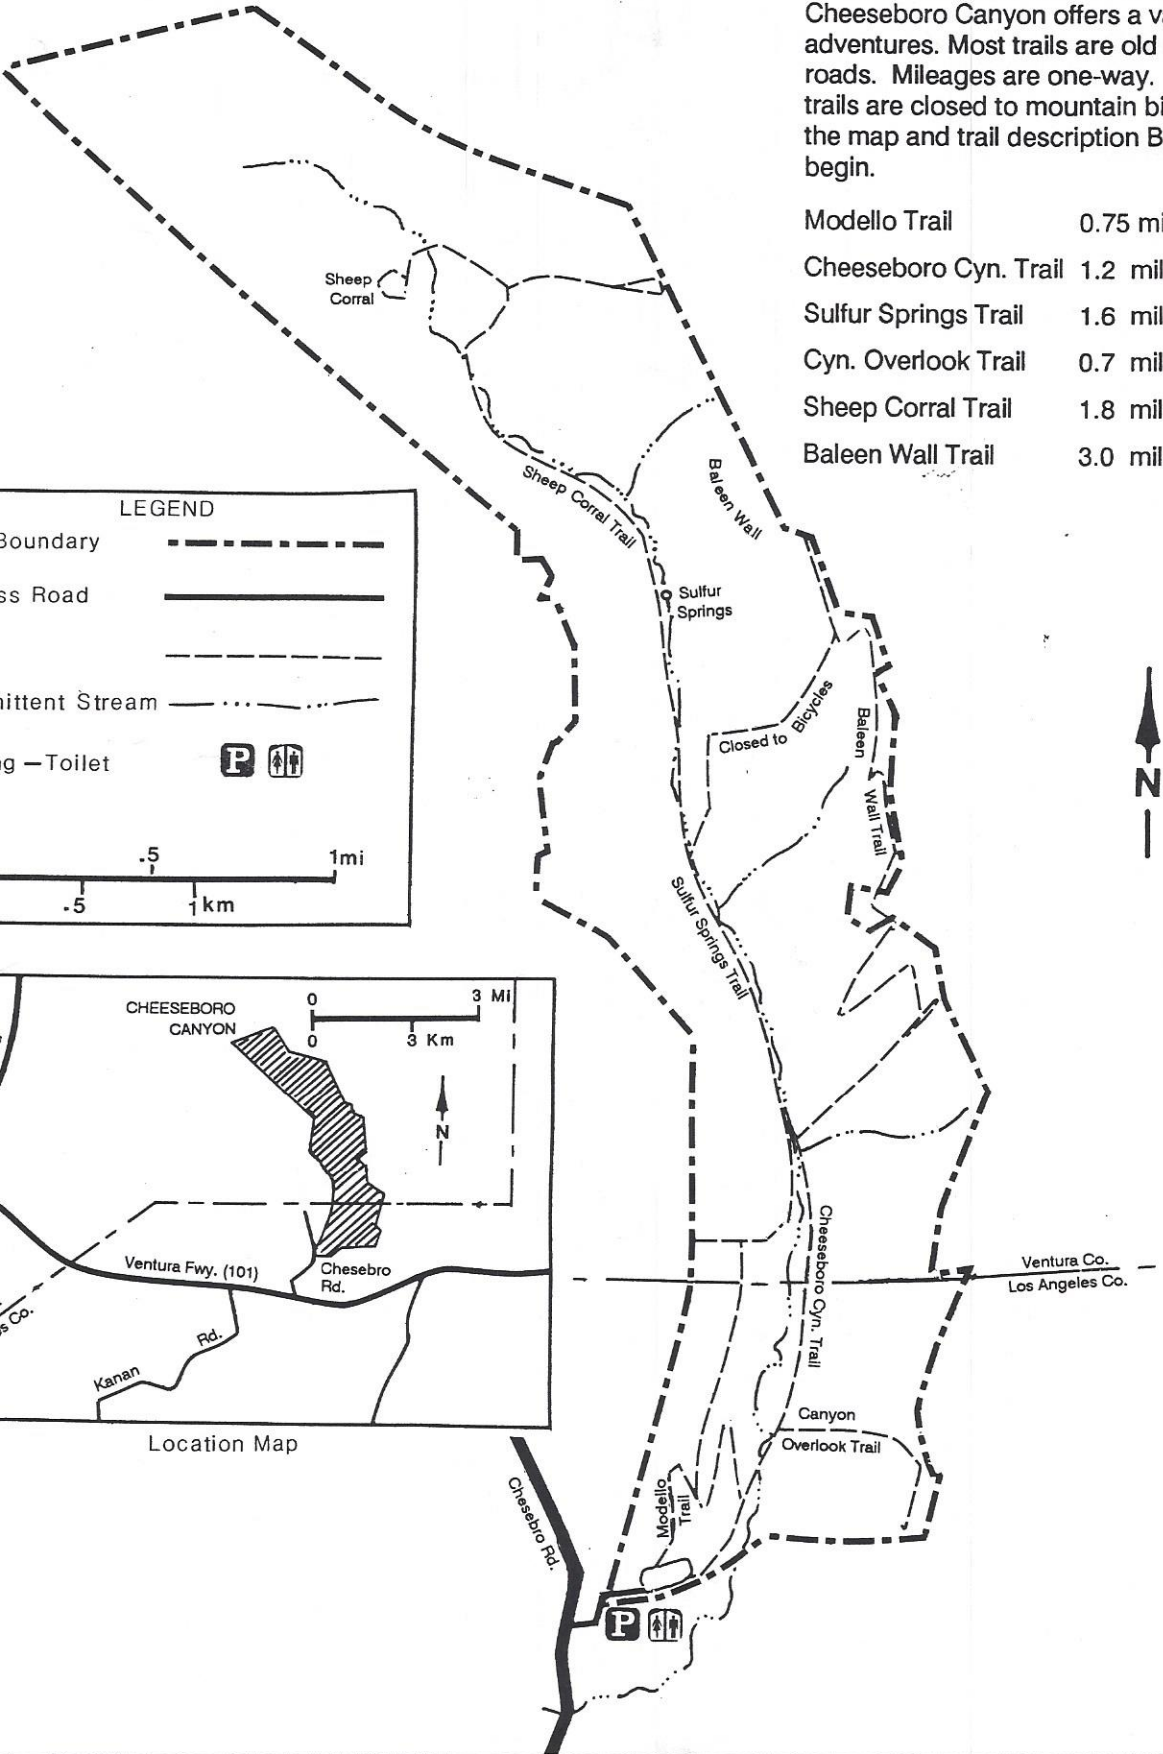 Cheeseboro Canyon offers a va
adventures. Most trails are old
roads. Mileages are one-way.
trails are closed to mountain bi
the map and trail description B
begin.
Modello Trail 0.75 mi
Cheeseboro Cyn. Trail 1.2 mil
Sulfur Springs Trail 1.6 mil
Cyn. Overlook Trail 0.7 mil
Sheep Corral Trail 1.8 mil
Baleen Wall Trail 3.0 mil
Sheep
Corral
Sheep Corral Trail
Baleen Wall
Sulfur
Springs
Closed to Bicycles
Baleen
Wall Trail
N
Sulfur Springs Trail
Cheeseboro Cyn. Trail
Ventura Co.
Los Angeles Co.
Canyon
Overlook Trail
Modello
Trail
Chesebro Rd.
P
LEGEND
Boundary
ss Road
mittent Stream
ng – Toilet
P
.5 1mi
.5 1km
CHEESEBORO
CANYON
0 3 Mi
0 3 Km
N
Ventura Fwy. (101)
Chesebro
Rd.
s Co.
Kanan Rd.
Location Map